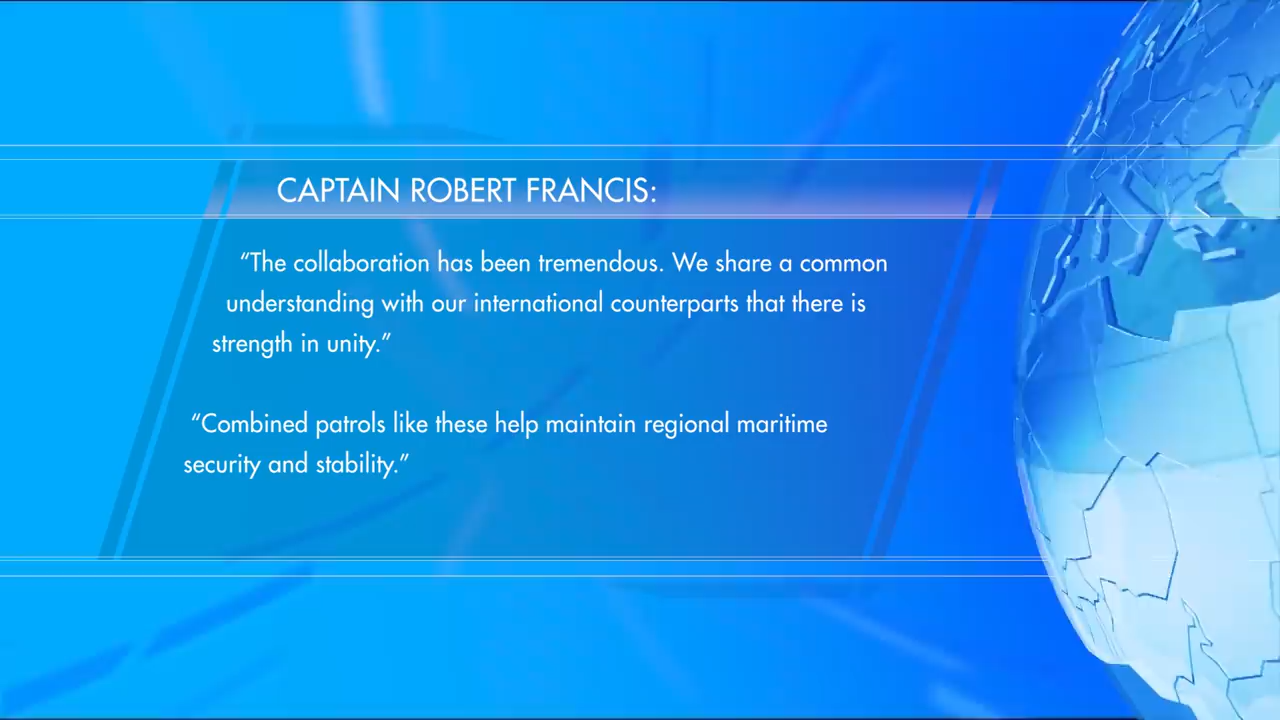 CAPTAIN ROBERT FRANCIS:
“The collaboration has been tremendous. We share a common
understanding with our international counterparts that there is
strength in unity.”
“Combined patrols like these help maintain regional maritime
security and stability.”